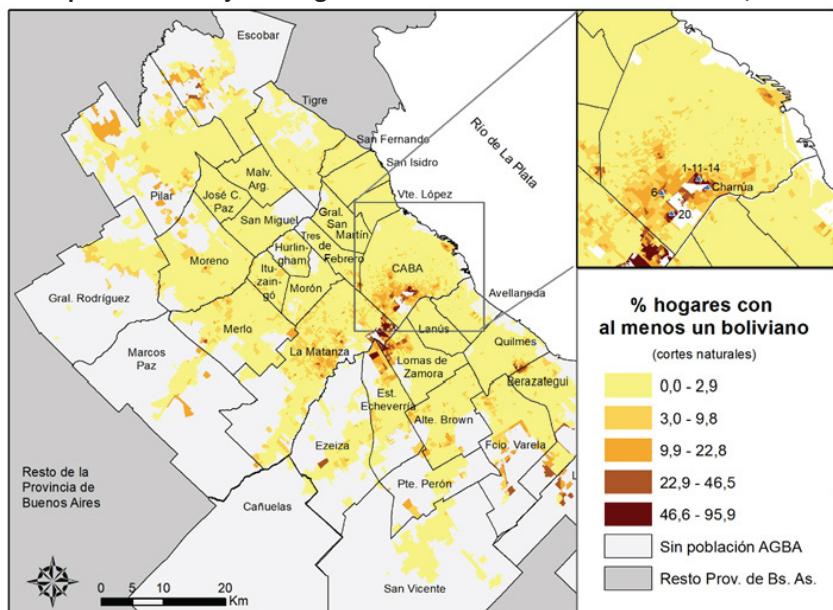 Escobar
Tigre
San Fernando
San Isidro
Río de La Plata
Vte. López
Pilar
José C.
Paz
Malv.
Arg.
San Miguel
Gral.
San
Martín
Tres
de
Febrero
Hurlin-
gham
Moreno
Itu-
zain-
gó
Morón
CABA
Gral. Rodríguez
Merlo
La Matanza
Avellaneda
Lanús
Quilmes
Marcos
Paz
Lomas de
Zamora
Berazategui
Est.
Echeverría
Alte. Brown
Ezeiza
Fcio. Varela
L
Resto de la
Provincia de
Buenos Aires
Pte. Perón
Cañuelas
San Vicente
0 5 10 20
Km
1-11-14
6
Charrúa
20
% hogares con
al menos un boliviano
(cortes naturales)
0,0 - 2,9
3,0 - 9,8
9,9 - 22,8
22,9 - 46,5
46,6 - 95,9
Sin población AGBA
Resto Prov. de Bs. As.